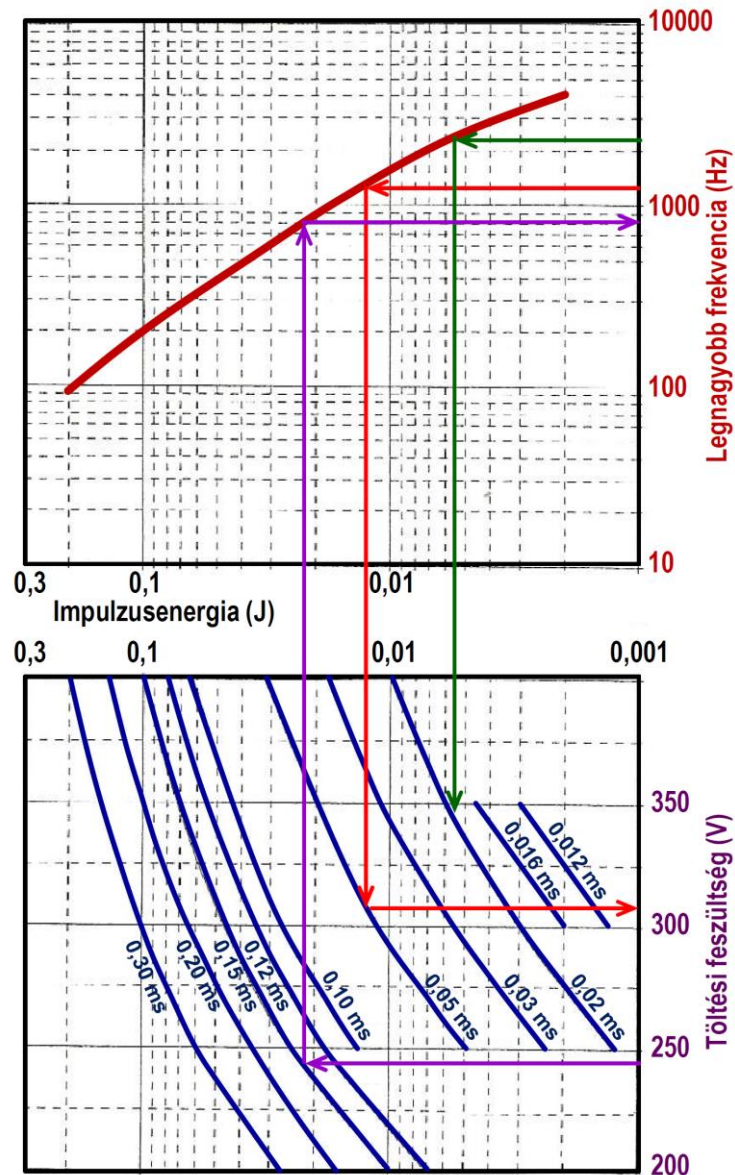 10000
1000
100
10
Legnagyobb frekvencia (Hz)
0,3
0,1
0,01
Impulzusenergia (J)
0,3
0,1
0,01
0,001
350
300
250
200
Töltési feszültség (V)
0,30 ms
0,20 ms
0,15 ms
0,12 ms
0,10 ms
0,05 ms
0,03 ms
0,02 ms
0,016 ms
0,012 ms